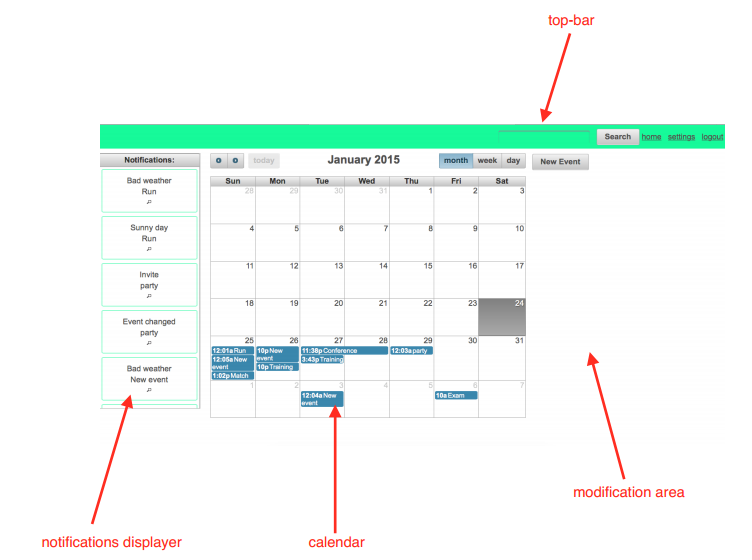 top-bar
Search home settings logout
Notifications: today January 2015 month week day New Event
Sun Mon Tue Wed Thu Fri Sat
Bad weather
Run
28 29 30 31 1 2 3
Sunny day
Run
4 5 6 7 8 9 10
Invite
party
11 12 13 14 15 16 17
Event changed
party
18 19 20 21 22 23 24
Bad weather
New event
25 26 27 28 29 30 31
12:01a Run 10p New event 11:38p Conference 12:03a party
12:05a New event 10p Training 3:43p Training
1:02p Match
1 2 3 4 5 6 7
12:04a New event 10a Exam
modification area
notifications displayer calendar